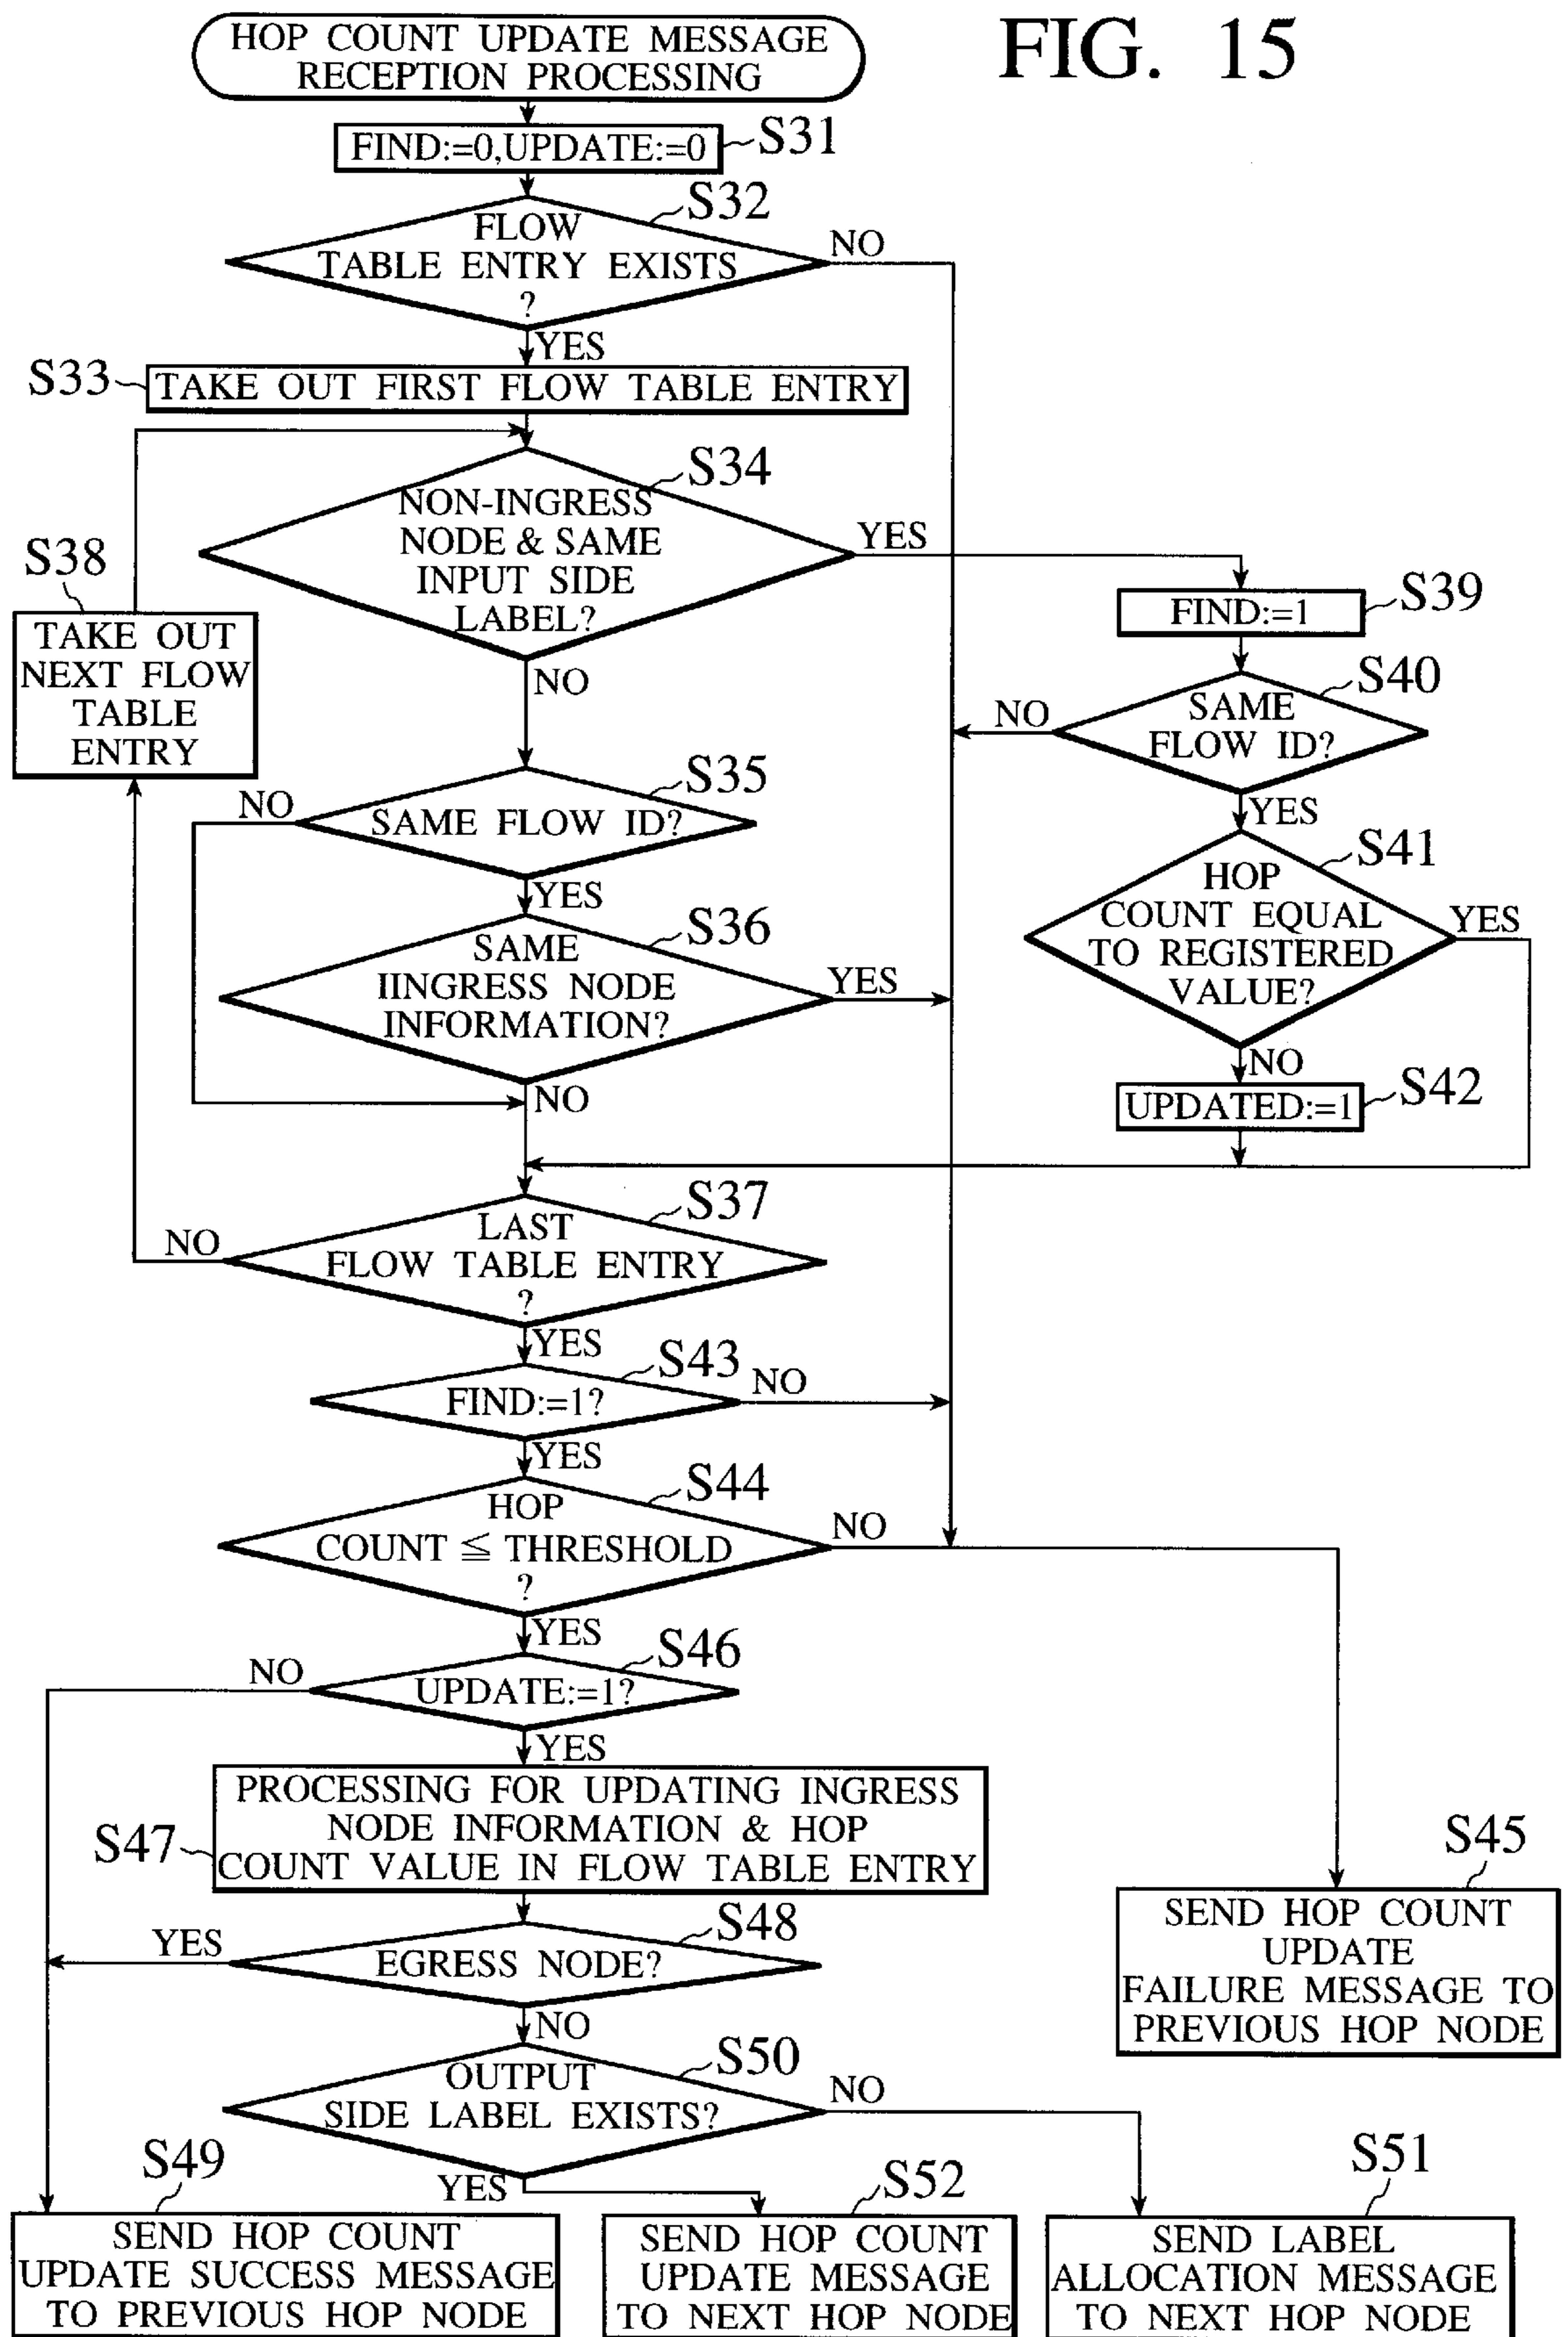 FIG. 15
HOP COUNT UPDATE MESSAGE
RECEPTION PROCESSING
FIND:=0,UPDATE:=0
S31
S32
FLOW
TABLE ENTRY EXISTS
?
NO
YES
S33
TAKE OUT FIRST FLOW TABLE ENTRY
S34
NON-INGRESS
NODE & SAME
INPUT SIDE
LABEL?
YES
NO
S38
TAKE OUT
NEXT FLOW
TABLE
ENTRY
S39
FIND:=1
S40
SAME
FLOW ID?
NO
YES
S35
SAME FLOW ID?
NO
YES
S41
HOP
COUNT EQUAL
TO REGISTERED
VALUE?
YES
NO
S36
SAME
IINGRESS NODE
INFORMATION?
YES
NO
S42
UPDATED:=1
S37
LAST
FLOW TABLE ENTRY
?
NO
YES
S43
FIND:=1?
NO
YES
S44
HOP
COUNT ≦ THRESHOLD
?
NO
YES
S46
UPDATE:=1?
NO
YES
S47
PROCESSING FOR UPDATING INGRESS
NODE INFORMATION & HOP
COUNT VALUE IN FLOW TABLE ENTRY
S45
SEND HOP COUNT
UPDATE
FAILURE MESSAGE TO
PREVIOUS HOP NODE
S48
EGRESS NODE?
YES
NO
S50
OUTPUT
SIDE LABEL EXISTS?
NO
YES
S49
SEND HOP COUNT
UPDATE SUCCESS MESSAGE
TO PREVIOUS HOP NODE
S52
SEND HOP COUNT
UPDATE MESSAGE
TO NEXT HOP NODE
S51
SEND LABEL
ALLOCATION MESSAGE
TO NEXT HOP NODE